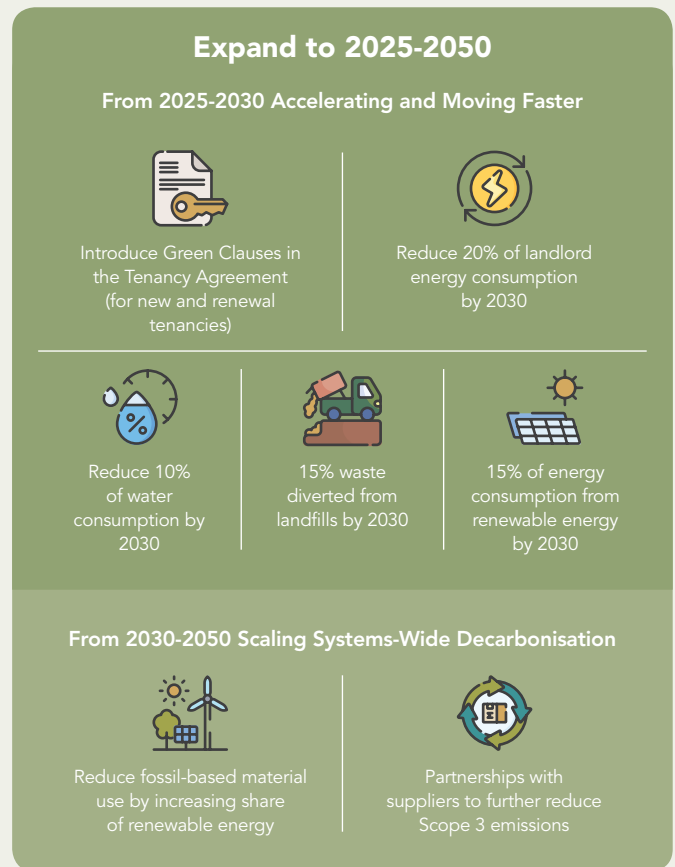 Expand to 2025-2050
From 2025-2030 Accelerating and Moving Faster
Introduce Green Clauses in
the Tenancy Agreement
(for new and renewal
tenancies)
Reduce 20% of landlord
energy consumption
by 2030
%
Reduce 10%
of water
consumption by
2030
15% waste
diverted from
landfills by 2030
15% of energy
consumption from
renewable energy
by 2030
From 2030-2050 Scaling Systems-Wide Decarbonisation
Reduce fossil-based material
use by increasing share
of renewable energy
Partnerships with
suppliers to further reduce
Scope 3 emissions